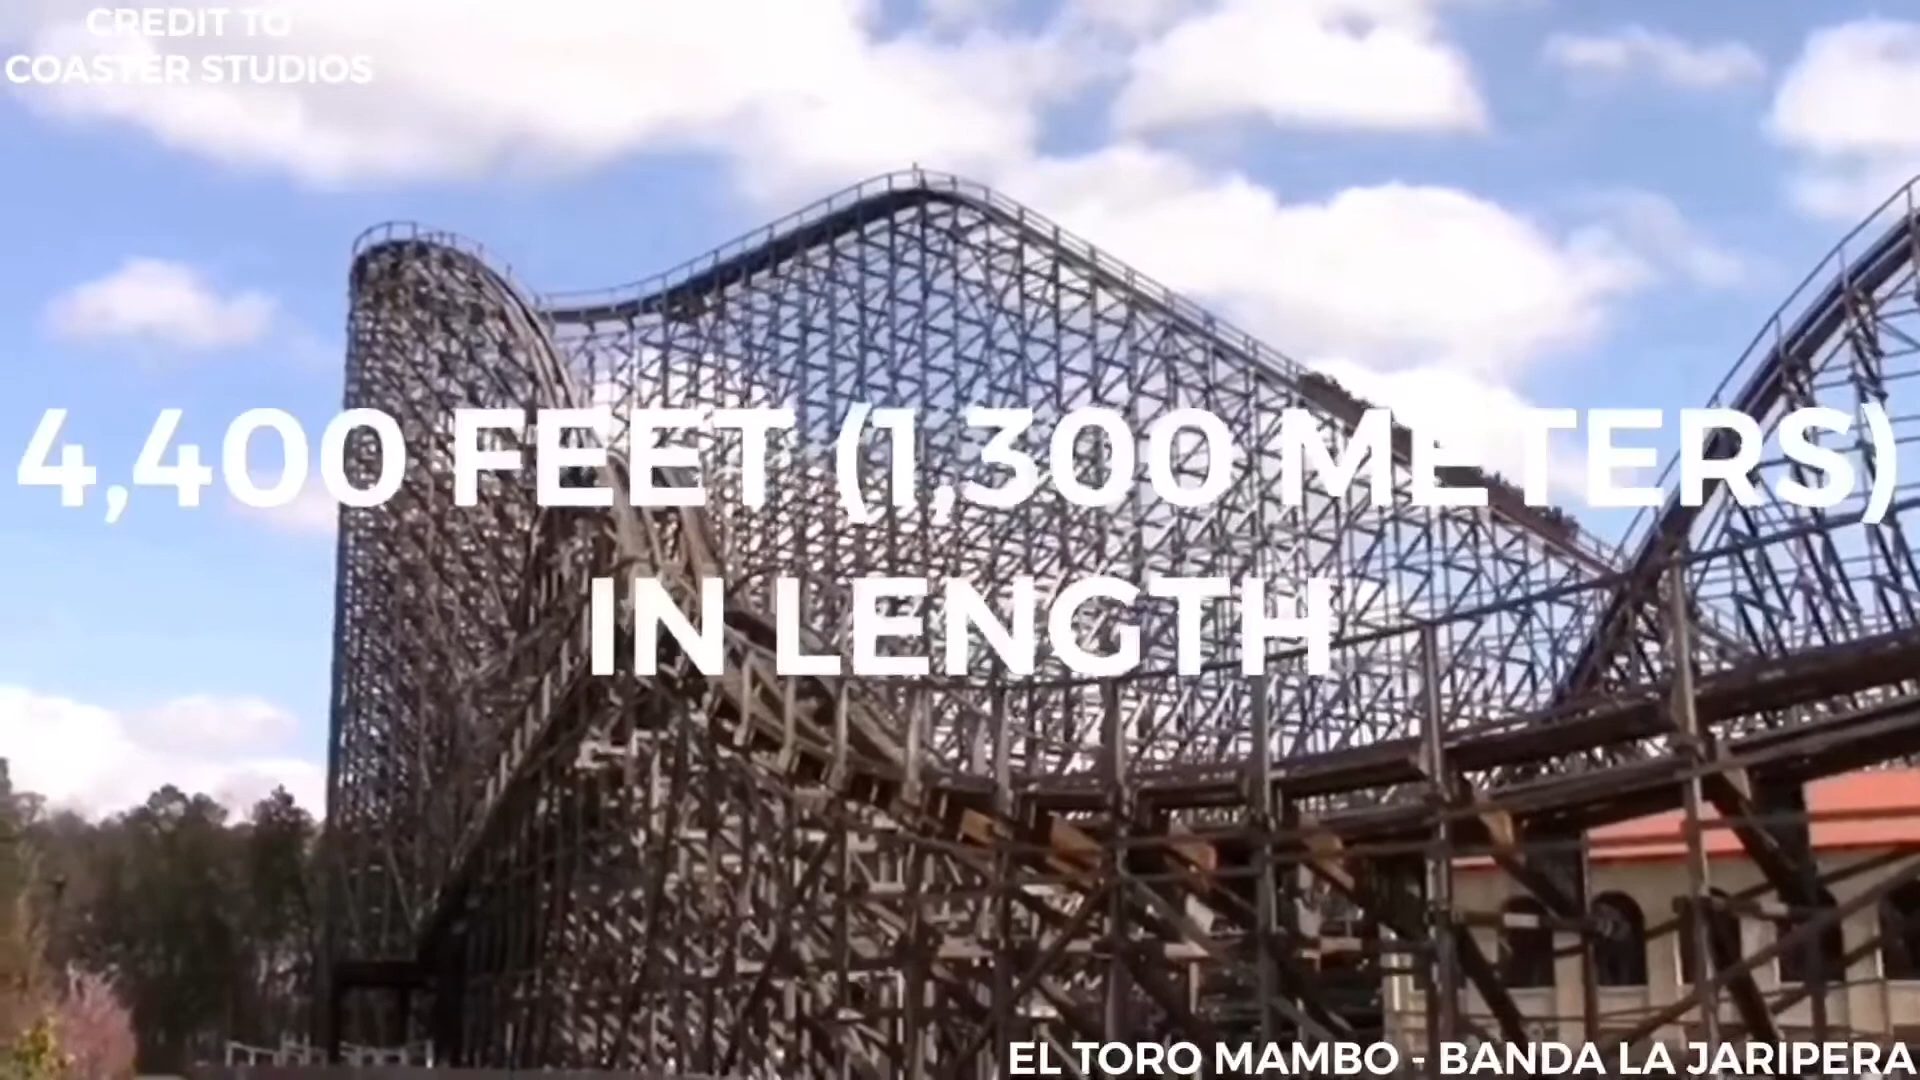 CREDIT TO
COASTER STUDIOS
4,400 FEET (1,300 METERS)
IN LENGTH
EL TORO MAMBO - BANDA LA JARIPERA